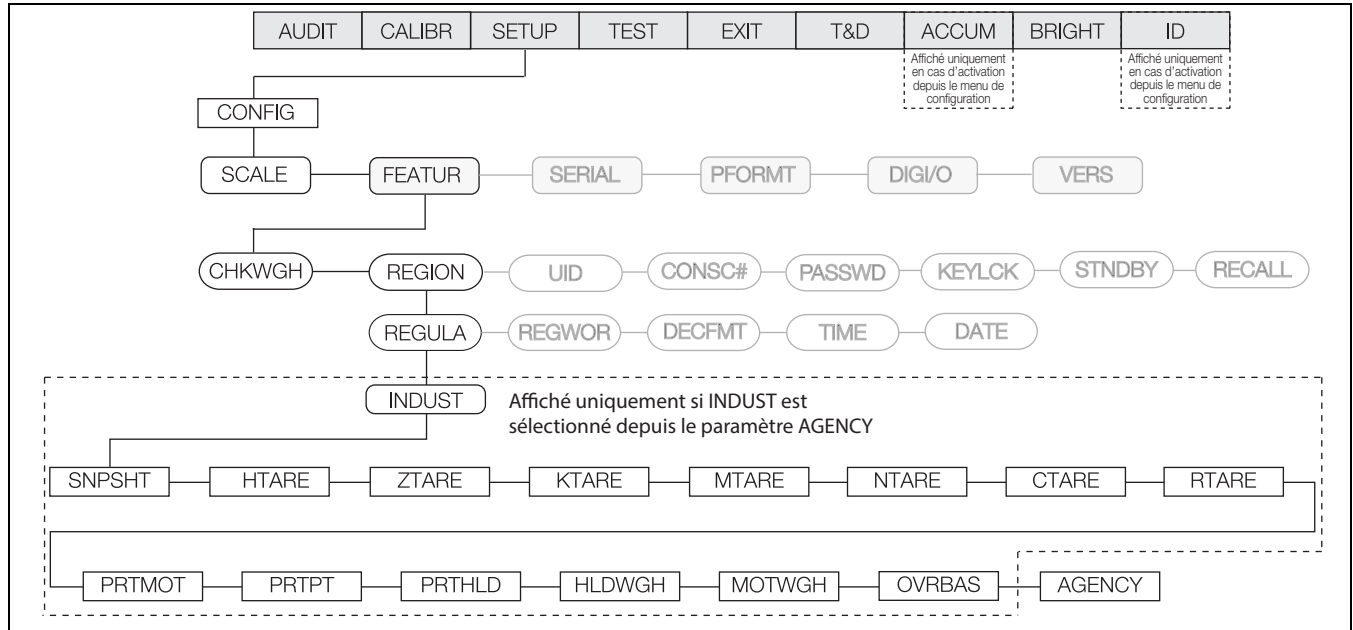 AUDIT CALIBR SETUP TEST EXIT T&D ACCUM BRIGHT ID
Affiché uniquement
en cas d'activation
depuis le menu de
configuration
Affiché uniquement
en cas d'activation
depuis le menu de
configuration
CONFIG
SCALE FEATUR SERIAL PFORMT DIGI/O VERS
CHKWGH REGION UID CONSC# PASSWD KEYLCK STNDBY RECALL
REGULA REGWOR DECFMT TIME DATE
INDUST
Affiché uniquement si INDUST est
sélectionné depuis le paramètre AGENCY
SNPSHT HTARE ZTARE KTARE MTARE NTARE CTARE RTARE
PRTMOT PRTPT PRTHLD HLDWGH MOTWGH OVRBAS AGENCY